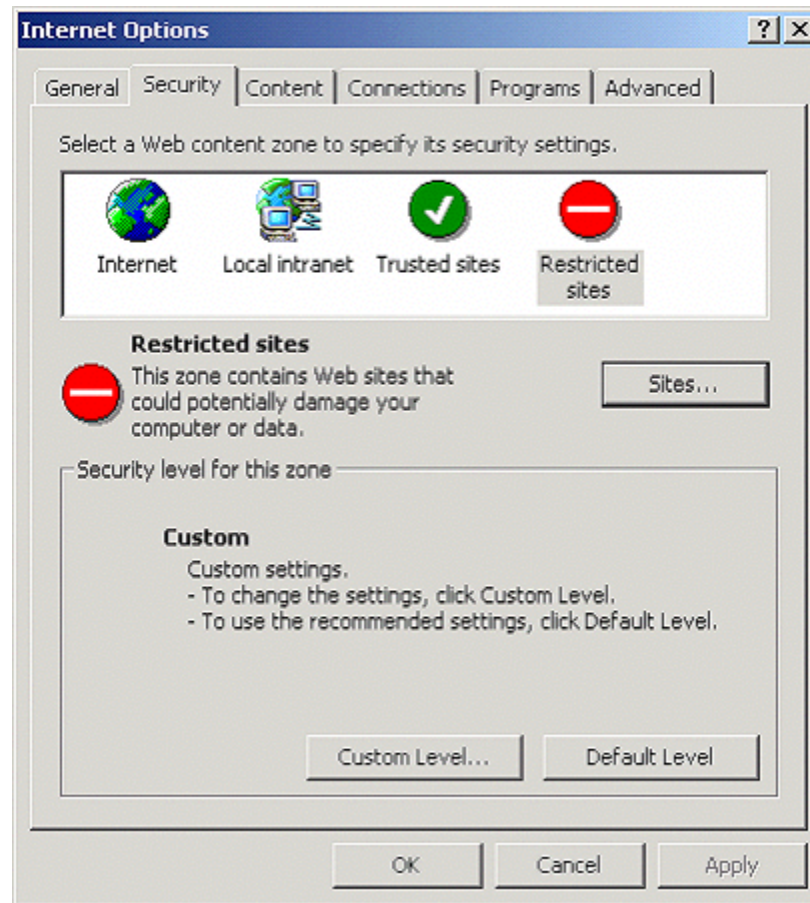 Internet Options
General Security Content Connections Programs Advanced
Select a Web content zone to specify its security settings.
Internet Local intranet Trusted sites Restricted
sites
Restricted sites
This zone contains Web sites that
could potentially damage your
computer or data.
Sites...
Security level for this zone
Custom
Custom settings.
- To change the settings, click Custom Level.
- To use the recommended settings, click Default Level.
Custom Level... Default Level
OK Cancel Apply